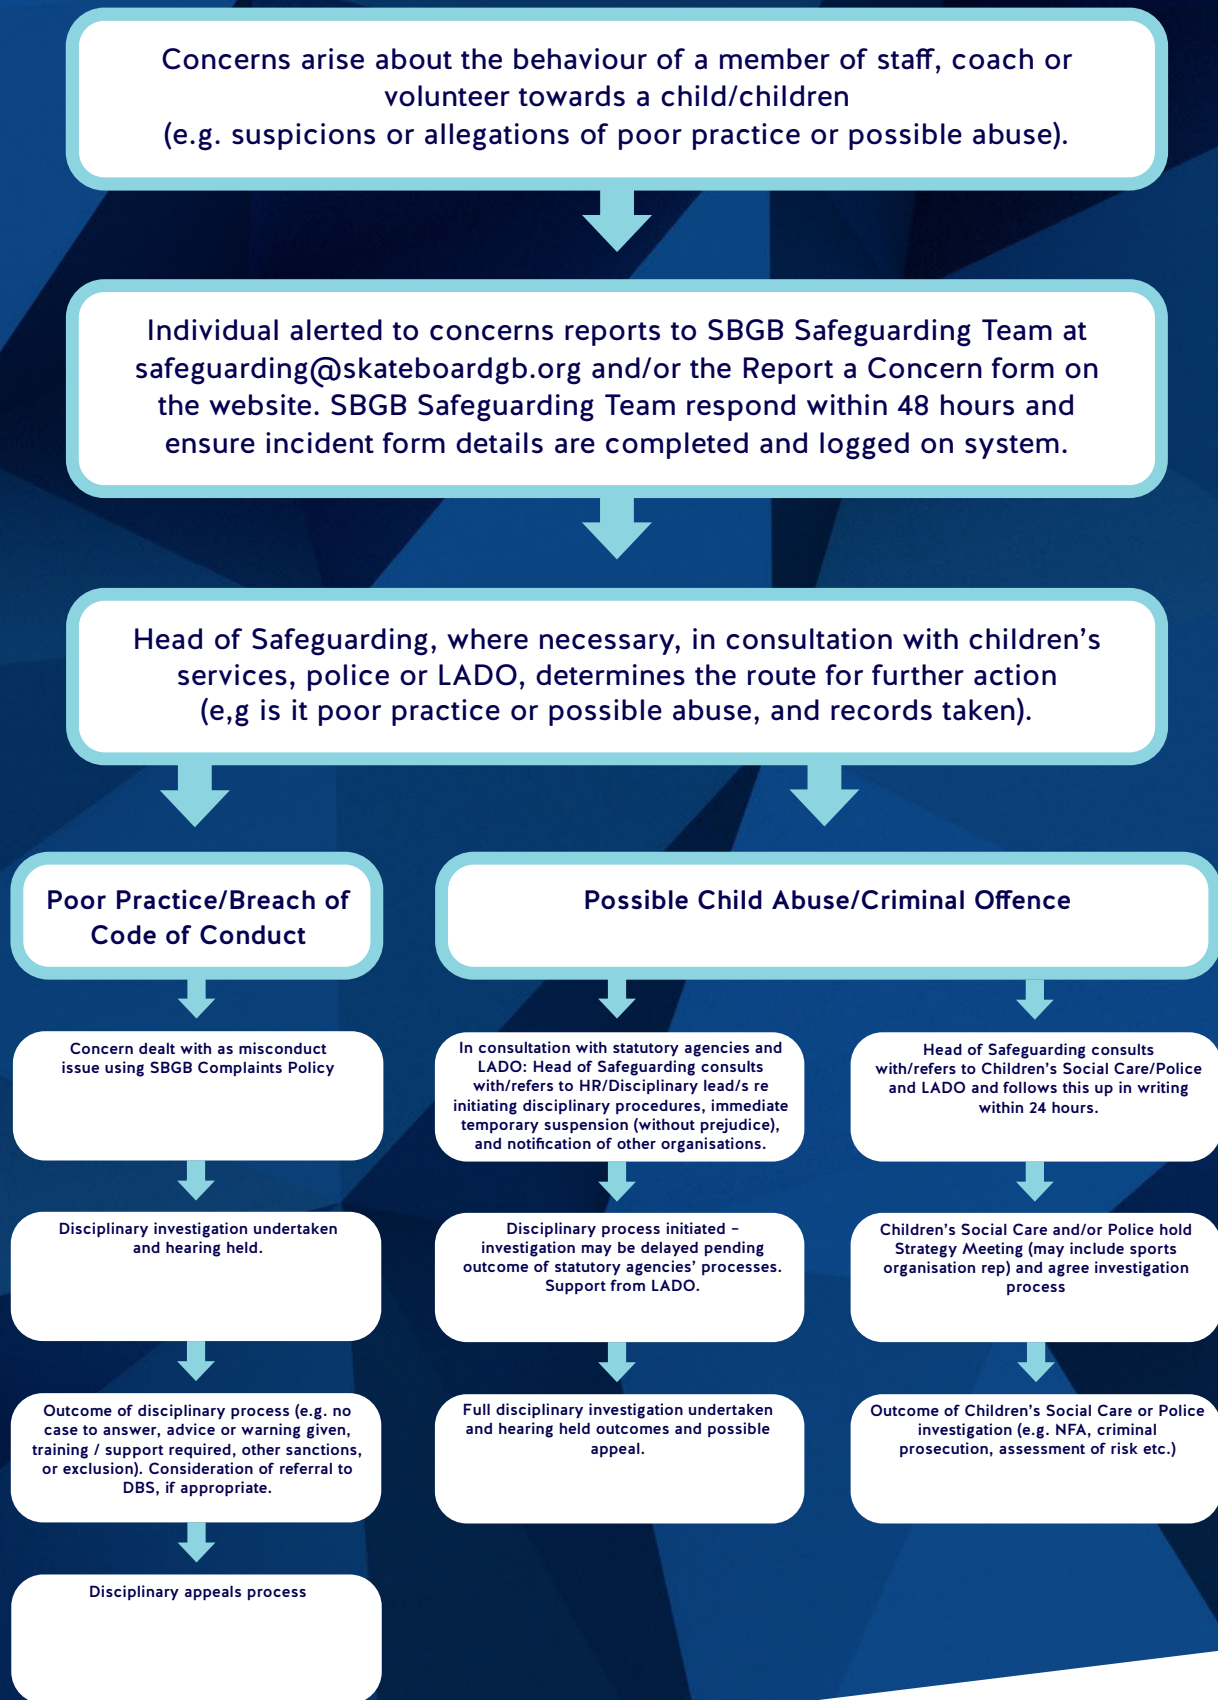 Concerns arise about the behaviour of a member of staff, coach or
volunteer towards a child/children
(e.g. suspicions or allegations of poor practice or possible abuse).
Individual alerted to concerns reports to SBGB Safeguarding Team at
safeguarding@skateboardgb.org and/or the Report a Concern form on
the website. SBGB Safeguarding Team respond within 48 hours and
ensure incident form details are completed and logged on system.
Head of Safeguarding, where necessary, in consultation with children’s
services, police or LADO, determines the route for further action
(e,g is it poor practice or possible abuse, and records taken).
Poor Practice/Breach of
Code of Conduct
Concern dealt with as misconduct
issue using SBGB Complaints Policy
Disciplinary investigation undertaken
and hearing held.
Outcome of disciplinary process (e.g. no
case to answer, advice or warning given,
training / support required, other sanctions,
or exclusion). Consideration of referral to
DBS, if appropriate.
Disciplinary appeals process
Possible Child Abuse/Criminal Offence
In consultation with statutory agencies and
LADO: Head of Safeguarding consults
with/refers to HR/Disciplinary lead/s re
initiating disciplinary procedures, immediate
temporary suspension (without prejudice),
and notification of other organisations.
Disciplinary process initiated –
investigation may be delayed pending
outcome of statutory agencies’ processes.
Support from LADO.
Full disciplinary investigation undertaken
and hearing held outcomes and possible
appeal.
Head of Safeguarding consults
with/refers to Children’s Social Care/Police
and LADO and follows this up in writing
within 24 hours.
Children’s Social Care and/or Police hold
Strategy Meeting (may include sports
organisation rep) and agree investigation
process
Outcome of Children’s Social Care or Police
investigation (e.g. NFA, criminal
prosecution, assessment of risk etc.)